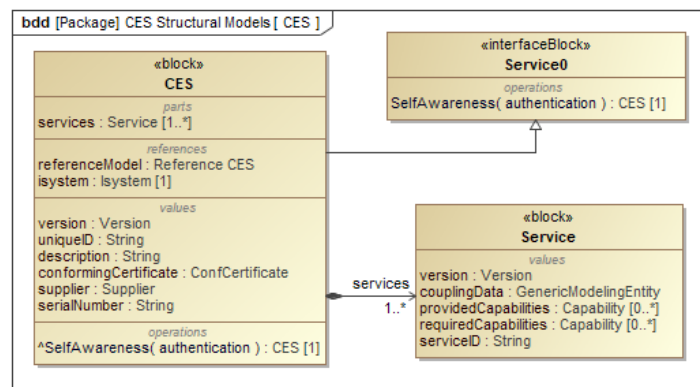 bdd [Package] CES Structural Models [ CES ]
«block»
CES
parts
services : Service [1..*]
references
referenceModel : Reference CES
isystem : Isystem [1]
values
version : Version
uniqueID : String
description : String
conformingCertificate : ConfCertificate
supplier : Supplier
serialNumber : String
operations
^SelfAwareness( authentication ) : CES [1]
«interfaceBlock»
Service0
operations
SelfAwareness( authentication ) : CES [1]
services
1..*
«block»
Service
values
version : Version
couplingData : GenericModelingEntity
providedCapabilities : Capability [0..*]
requiredCapabilities : Capability [0..*]
serviceID : String